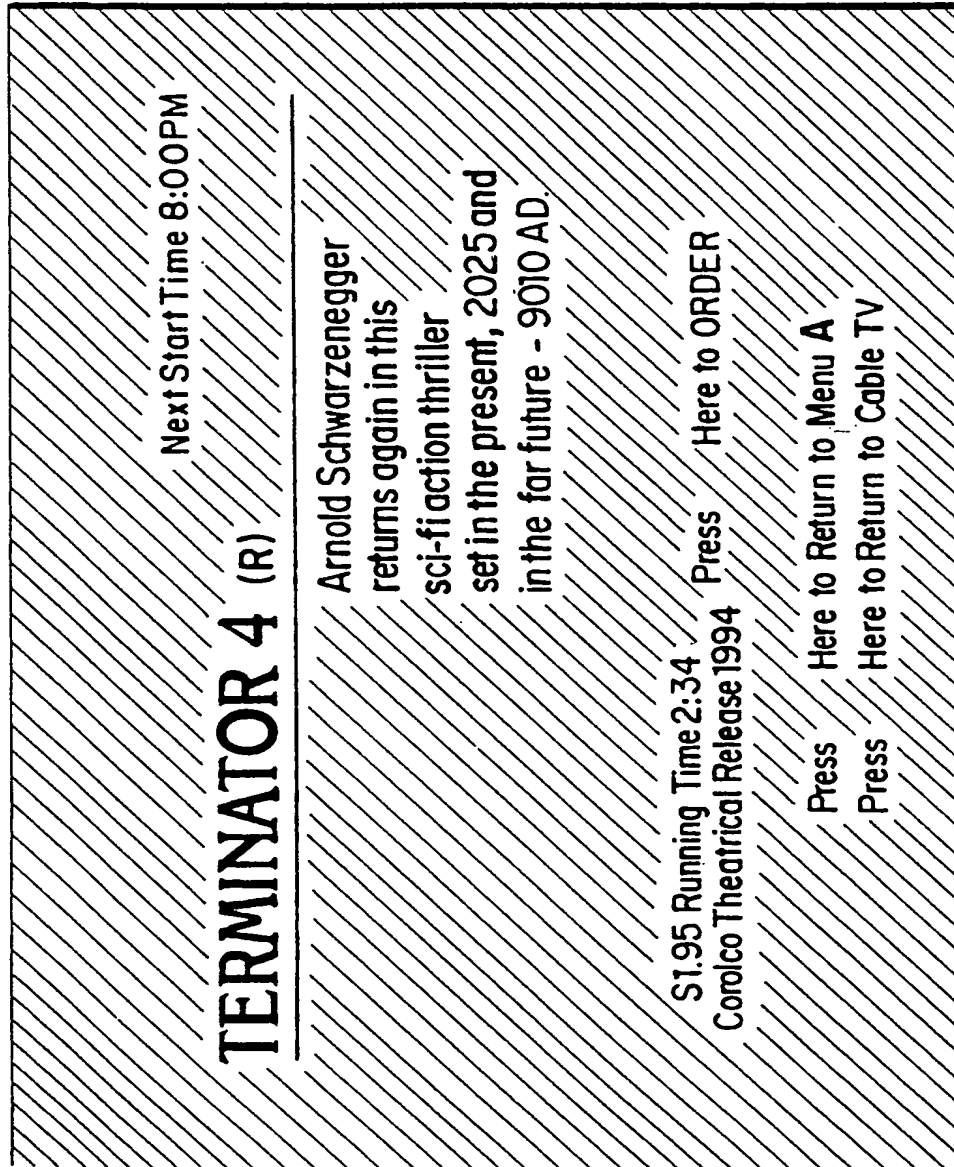 Next Start Time 8:00PM
TERMINATOR 4 (R)
Arnold Schwarzenegger
returns again in this
sci-fi action thriller
set in the present, 2025 and
in the far future - 9010 AD.
S1.95 Running Time 2:34
Corolco Theatrical Release 1994
Press Here to ORDER
Press Here to Return to Menu A
Press Here to Return to Cable TV